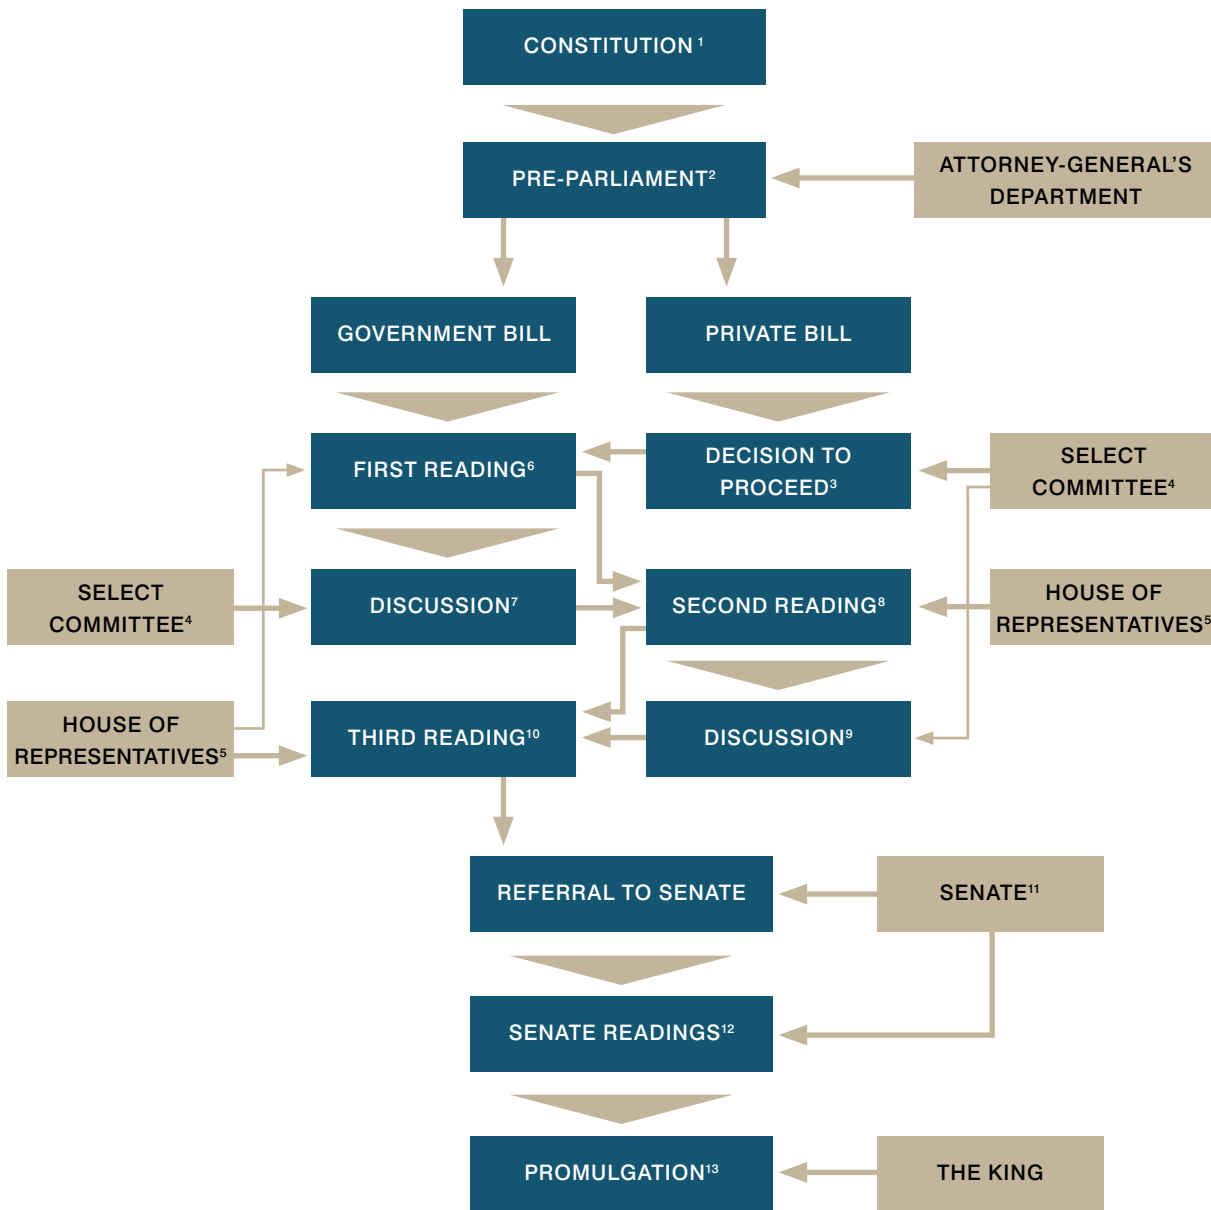 CONSTITUTION ¹
PRE-PARLIAMENT²
ATTORNEY-GENERAL'S
DEPARTMENT
GOVERNMENT BILL
PRIVATE BILL
FIRST READING⁶
DECISION TO
PROCEED³
SELECT
COMMITTEE⁴
SELECT
COMMITTEE⁴
DISCUSSION⁷
SECOND READING⁸
HOUSE OF
REPRESENTATIVES⁵
HOUSE OF
REPRESENTATIVES⁵
THIRD READING¹⁰
DISCUSSION⁹
REFERRAL TO SENATE
SENATE¹¹
SENATE READINGS¹²
PROMULGATION¹³
THE KING